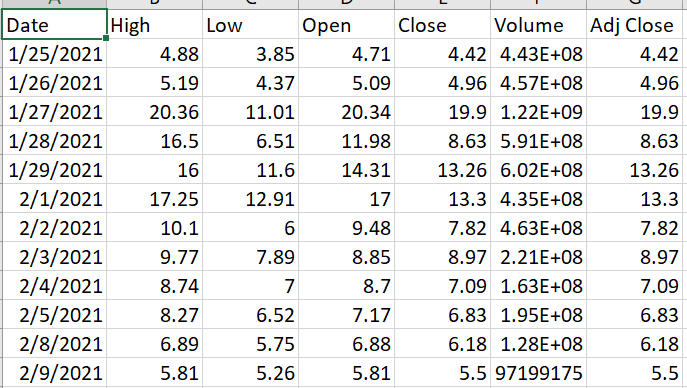 Date High Low Open Close Volume Adj Close
1/25/2021 4.88 3.85 4.71 4.42 4.43E+08 4.42
1/26/2021 5.19 4.37 5.09 4.96 4.57E+08 4.96
1/27/2021 20.36 11.01 20.34 19.9 1.22E+09 19.9
1/28/2021 16.5 6.51 11.98 8.63 5.91E+08 8.63
1/29/2021 16 11.6 14.31 13.26 6.02E+08 13.26
2/1/2021 17.25 12.91 17 13.3 4.35E+08 13.3
2/2/2021 10.1 6 9.48 7.82 4.63E+08 7.82
2/3/2021 9.77 7.89 8.85 8.97 2.21E+08 8.97
2/4/2021 8.74 7 8.7 7.09 1.63E+08 7.09
2/5/2021 8.27 6.52 7.17 6.83 1.95E+08 6.83
2/8/2021 6.89 5.75 6.88 6.18 1.28E+08 6.18
2/9/2021 5.81 5.26 5.81 5.5 97199175 5.5